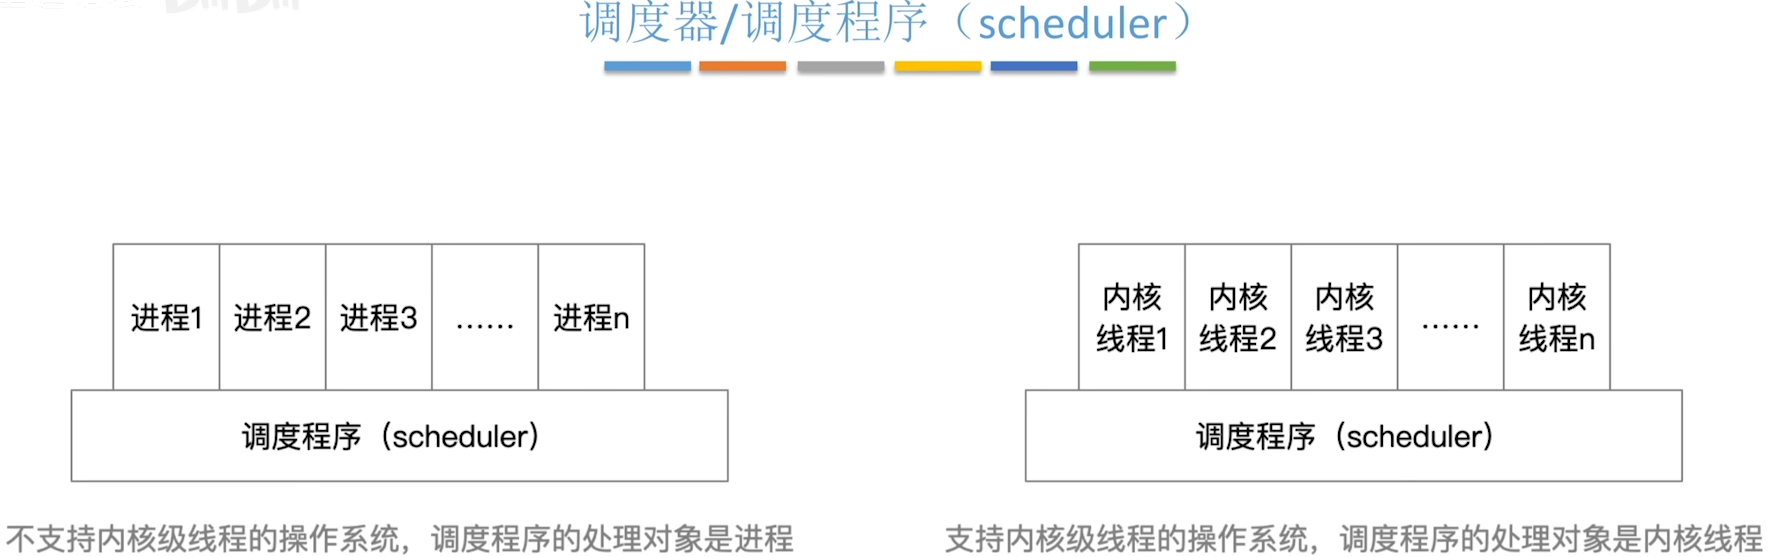 调度器/调度程序（scheduler）
进程1 进程2 进程3 …… 进程n
调度程序（scheduler）
不支持内核级线程的操作系统，调度程序的处理对象是进程
内核线程1 内核线程2 内核线程3 …… 内核线程n
调度程序（scheduler）
支持内核级线程的操作系统，调度程序的处理对象是内核线程